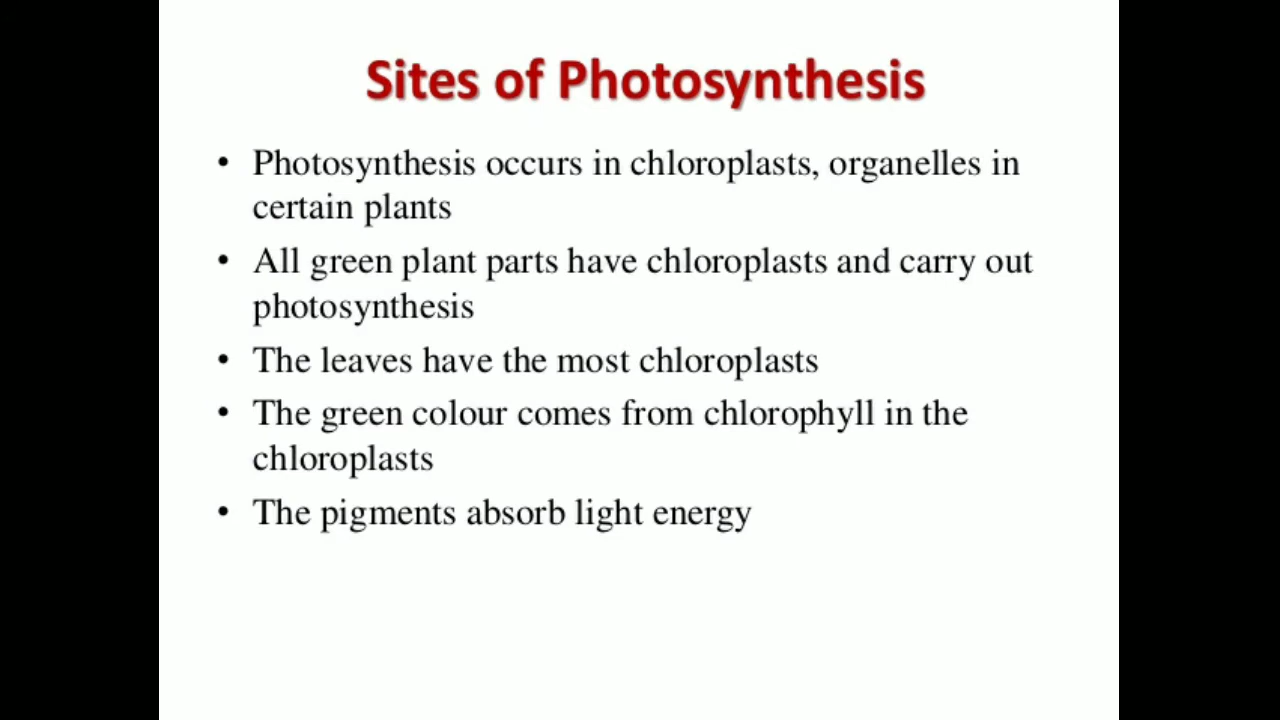 Sites of Photosynthesis
• Photosynthesis occurs in chloroplasts, organelles in
certain plants
• All green plant parts have chloroplasts and carry out
photosynthesis
• The leaves have the most chloroplasts
• The green colour comes from chlorophyll in the
chloroplasts
• The pigments absorb light energy